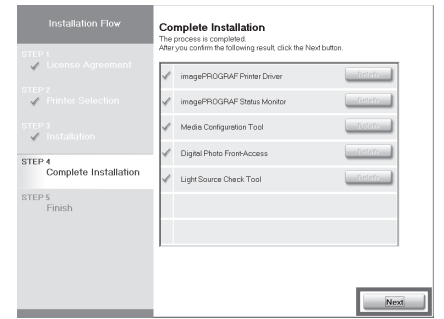 Installation Flow
STEP 1
License Agreement
STEP 2
Printer Selection
STEP 3
Installation
STEP 4
Complete Installation
STEP 5
Finish
Complete Installation
The process is completed.
After you confirm the following result, click the Next button.
imagePROGRAF Printer Driver
imagePROGRAF Status Monitor
Media Configuration Tool
Digital Photo Front-Access
Light Source Check Tool
Next